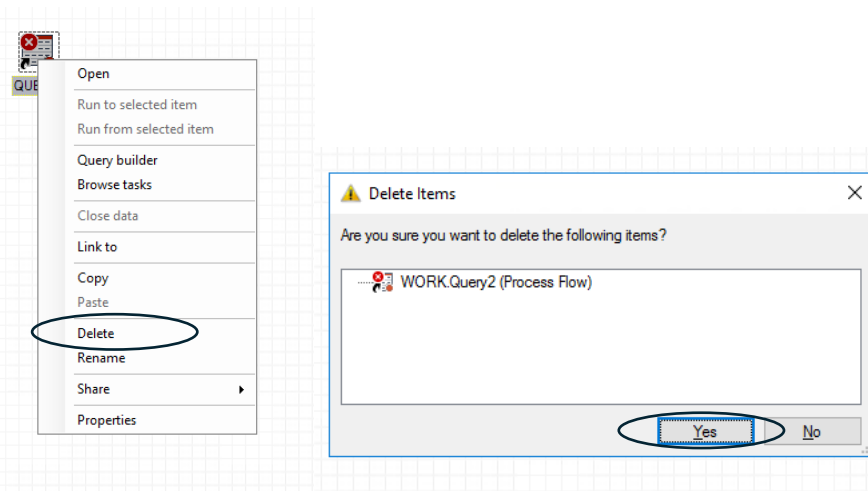 QUE
Open
Run to selected item
Run from selected item
Query builder
Browse tasks
Close data
Link to
Copy
Paste
Delete
Rename
Share
Properties
Delete Items
Are you sure you want to delete the following items?
WORK.Query2 (Process Flow)
Yes No